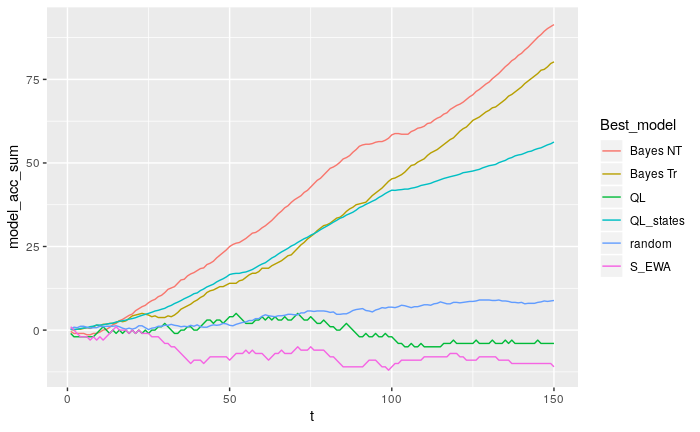 model_acc_sum
75
50
25
0
0
50
100
150
t
Best_model
Bayes NT
Bayes Tr
QL
QL_states
random
S_EWA